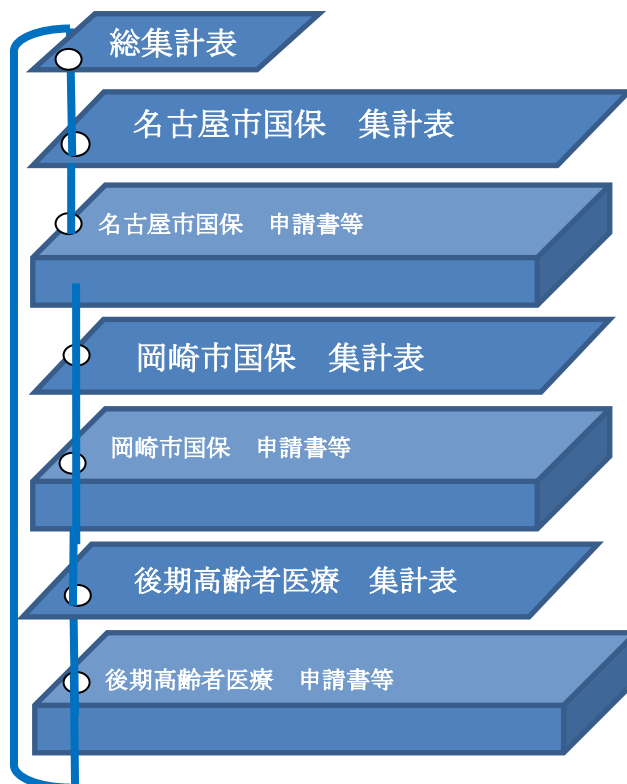 総集計表
名古屋市国保　集計表
名古屋市国保　申請書等
岡崎市国保　集計表
岡崎市国保　申請書等
後期高齢者医療　集計表
後期高齢者医療　申請書等